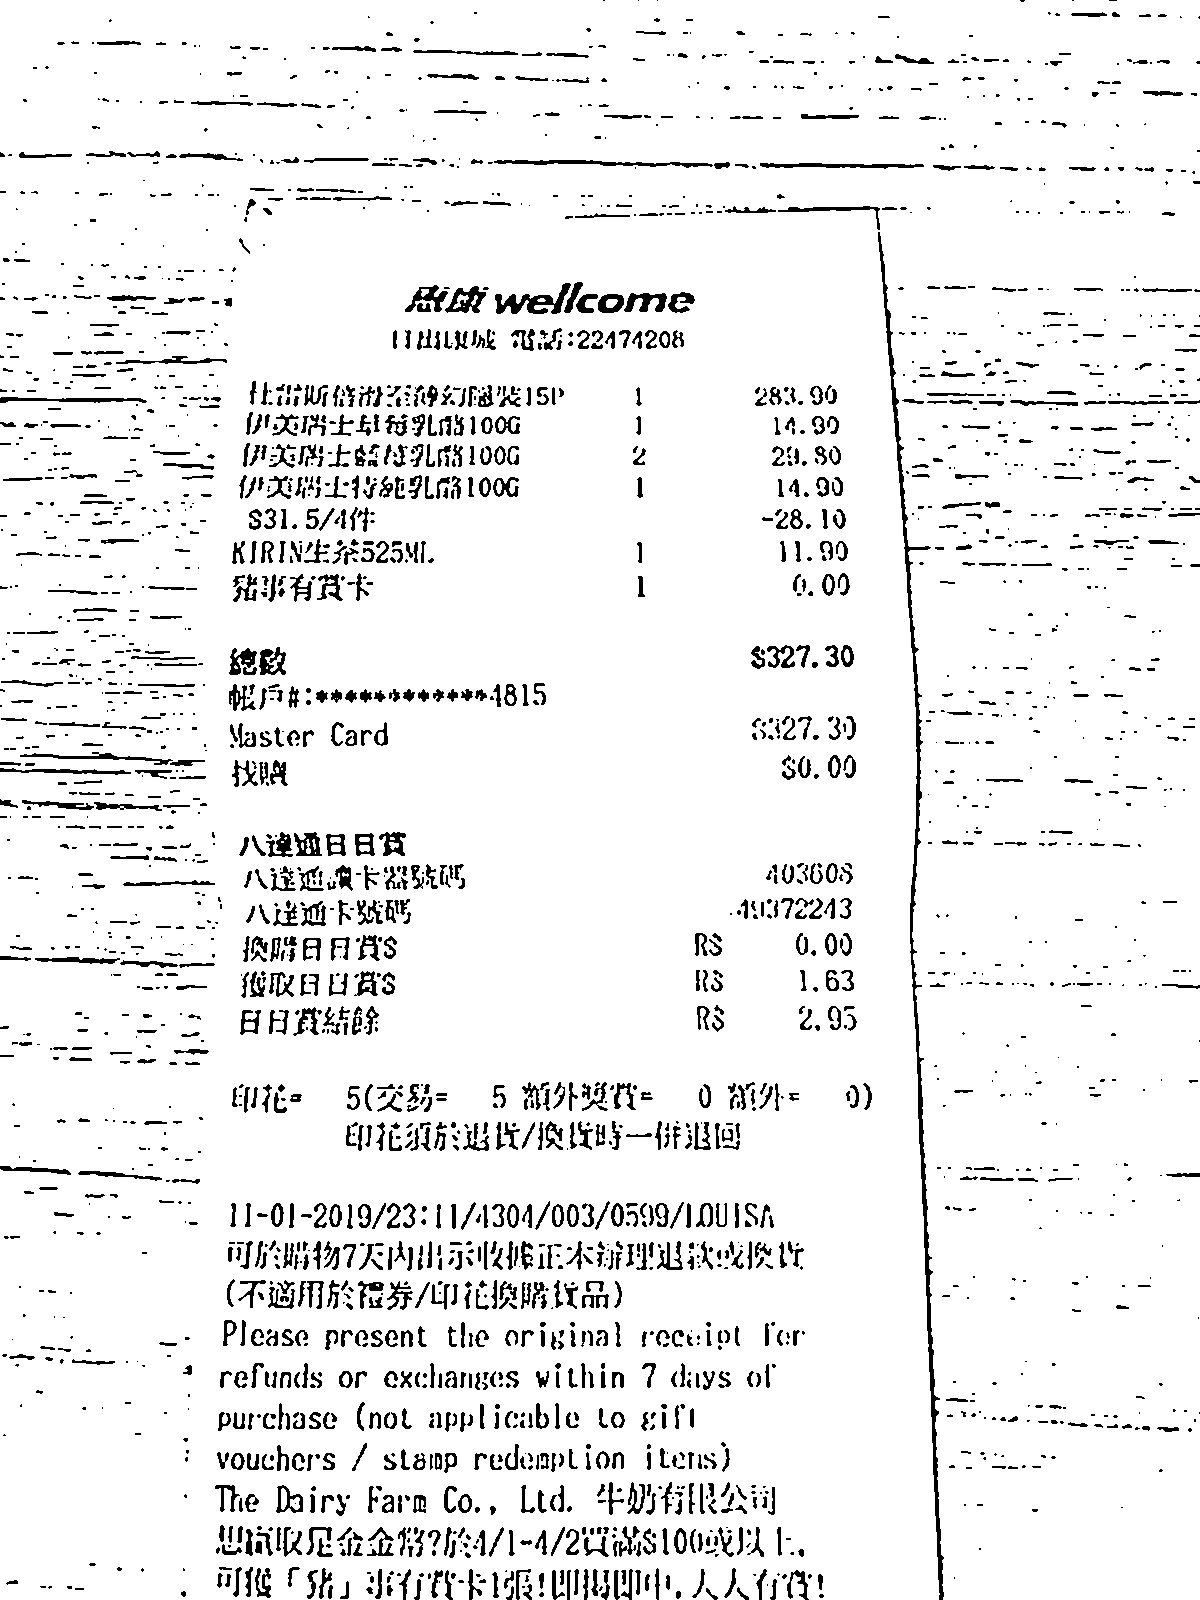 惠康 wellcome
電話:22474208
杜蕾斯倍滑至薄幻隱裝15P 1 283.90
伊美瑞士草莓乳酪100G 1 14.90
伊美瑞士藍莓乳酪100G 2 29.80
伊美瑞士特純乳酪100G 1 14.90
$31.5/4件 -28.10
KIRIN生茶525ML 1 11.90
豬事有賞卡 1 0.00
總數 $327.30
帳戶#:************4815
Master Card $327.30
找贖 $0.00
八達通日日賞
八達通讀卡器號碼 403608
八達通卡號碼 49372243
換購日日賞$ R$ 0.00
獲取日日賞$ R$ 1.63
日日賞結餘 R$ 2.95
印花= 5(交易= 5 額外獎賞= 0 額外= 0)
印花須於退貨/換貨時一併退回
11-01-2019/23:11/4304/003/0599/LOUISA
可於購物7天內出示收據正本辦理退款或換貨
(不適用於禮券/印花換購貨品)
Please present the original receipt for
refunds or exchanges within 7 days of
purchase (not applicable to gift
vouchers / stamp redemption items)
The Dairy Farm Co., Ltd. 牛奶有限公司
想試取足金金幣?於4/1-4/2買滿$100或以上,
可獲「豬」事有賞卡1張!即揭即中,人人有賞!